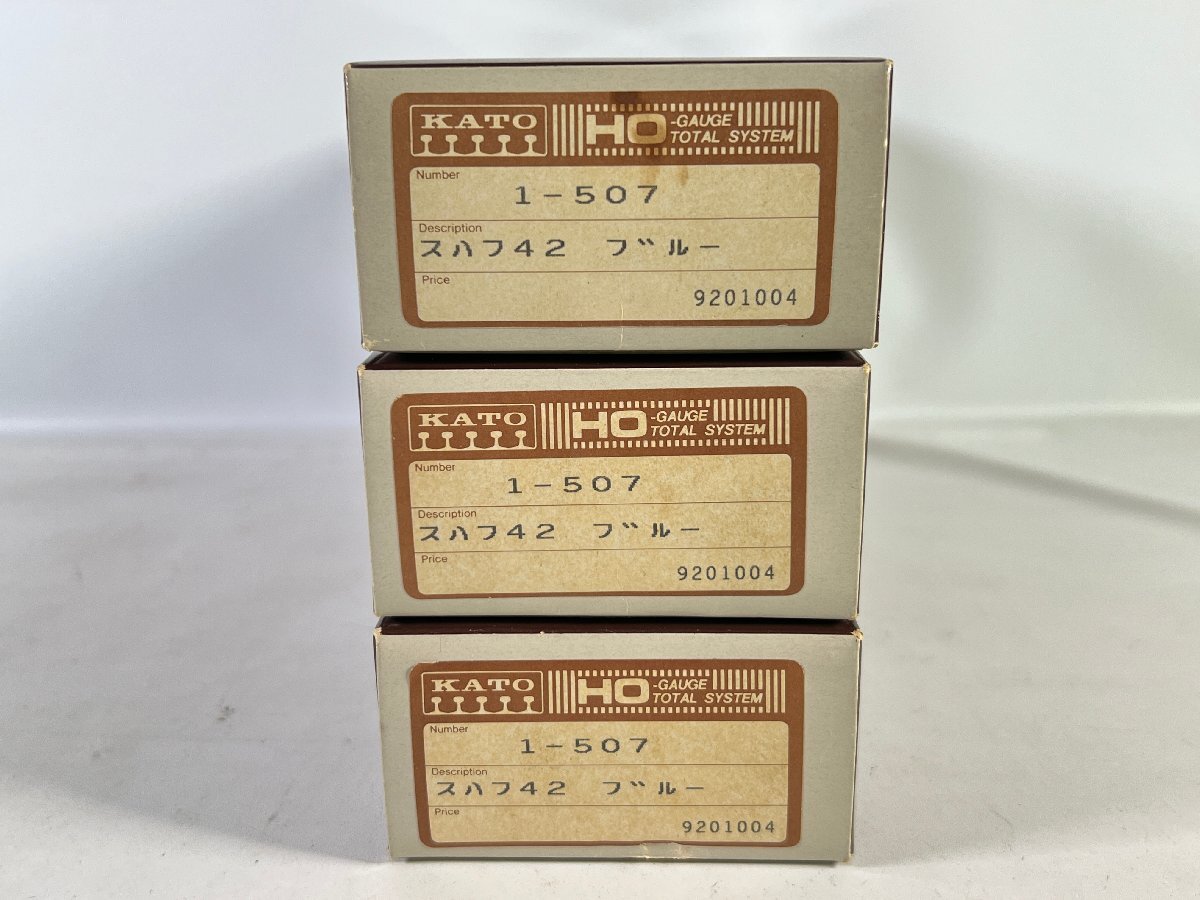 KATO HO -GAUGE
TOTAL SYSTEM
Number
1-507
Description
スハフ42 ブルー
Price
9201004
KATO HO -GAUGE
TOTAL SYSTEM
Number
1-507
Description
スハフ42 ブルー
Price
9201004
KATO HO -GAUGE
TOTAL SYSTEM
Number
1-507
Description
スハフ42 ブルー
Price
9201004